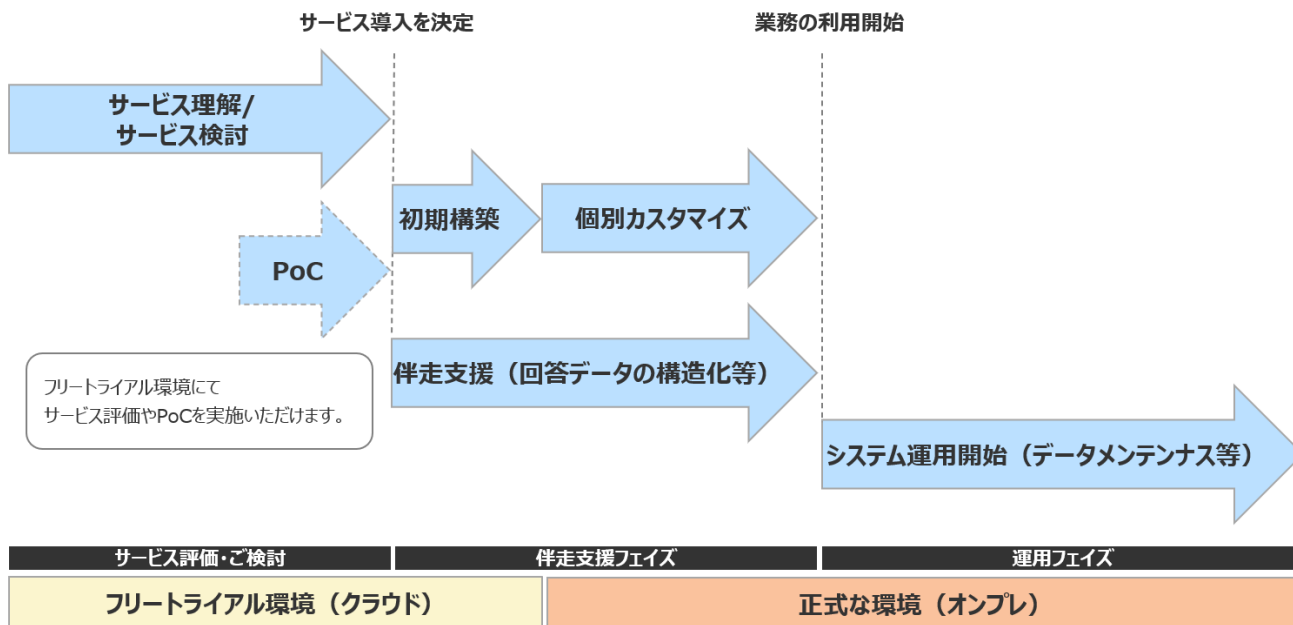 サービス導入を決定
業務の利用開始
サービス理解/
サービス検討
初期構築
個別カスタマイズ
PoC
伴走支援（回答データの構造化等）
フリートライアル環境にて
サービス評価やPoCを実施いただけます。
システム運用開始（データメンテンナス等）
サービス評価・ご検討
伴走支援フェイズ
運用フェイズ
フリートライアル環境（クラウド）
正式な環境（オンプレ）